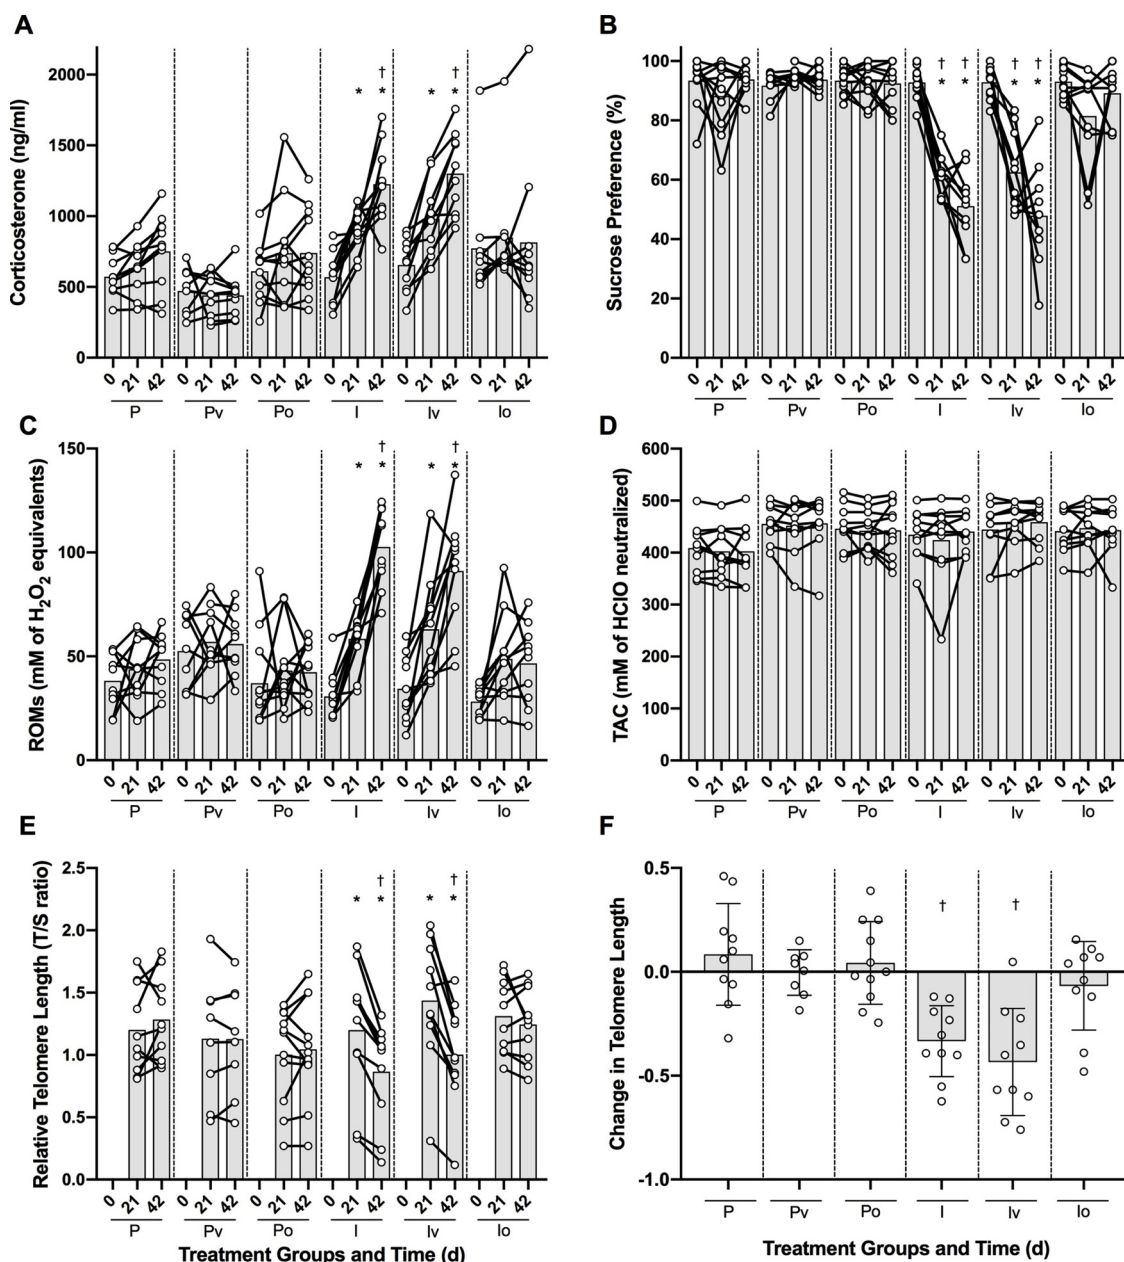 A
Corticosterone (ng/ml)
2000
1500
1000
500
0
†
†
* * * *
0 21 42 0 21 42 0 21 42 0 21 42 0 21 42 0 21 42
P Pv Po I Iv Io
B
Sucrose Preference (%)
100
80
60
40
20
0
† † † †
* * * *
0 21 42 0 21 42 0 21 42 0 21 42 0 21 42 0 21 42
P Pv Po I Iv Io
C
ROMs (mM of H2O2 equivalents)
150
100
50
0
† †
* * * *
0 21 42 0 21 42 0 21 42 0 21 42 0 21 42 0 21 42
P Pv Po I Iv Io
D
TAC (mM of HClO neutralized)
600
500
400
300
200
100
0
0 21 42 0 21 42 0 21 42 0 21 42 0 21 42 0 21 42
P Pv Po I Iv Io
E
Relative Telomere Length (T/S ratio)
2.5
2.0
1.5
1.0
0.5
0.0
† †
* * * *
0 21 42 0 21 42 0 21 42 0 21 42 0 21 42 0 21 42
P Pv Po I Iv Io
Treatment Groups and Time (d)
F
Change in Telomere Length
0.5
0.0
-0.5
-1.0
† †
P Pv Po I Iv Io
Treatment Groups and Time (d)